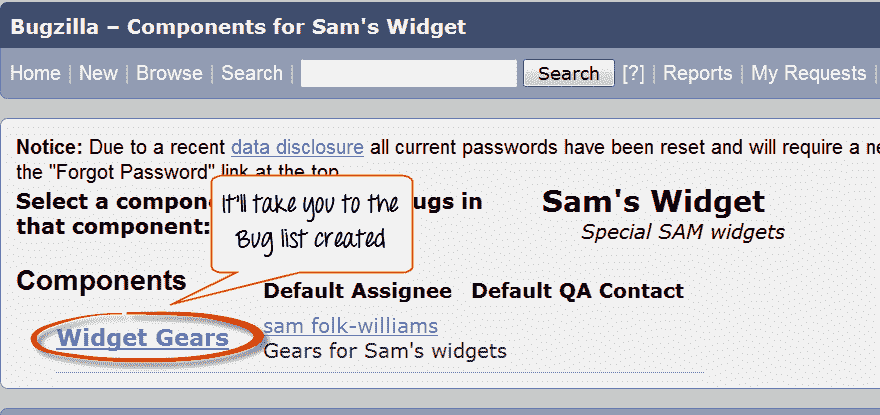 Bugzilla – Components for Sam's Widget
Home | New | Browse | Search | Search [?] | Reports | My Requests |
Notice: Due to a recent data disclosure all current passwords have been reset and will require a
the "Forgot Password" link at the top
Select a ugs in
that component:
It'll take you to the
Bug list created
Sam's Widget
Special SAM widgets
Components
Default Assignee Default QA Contact
Widget Gears
sam folk-williams
Gears for Sam's widgets